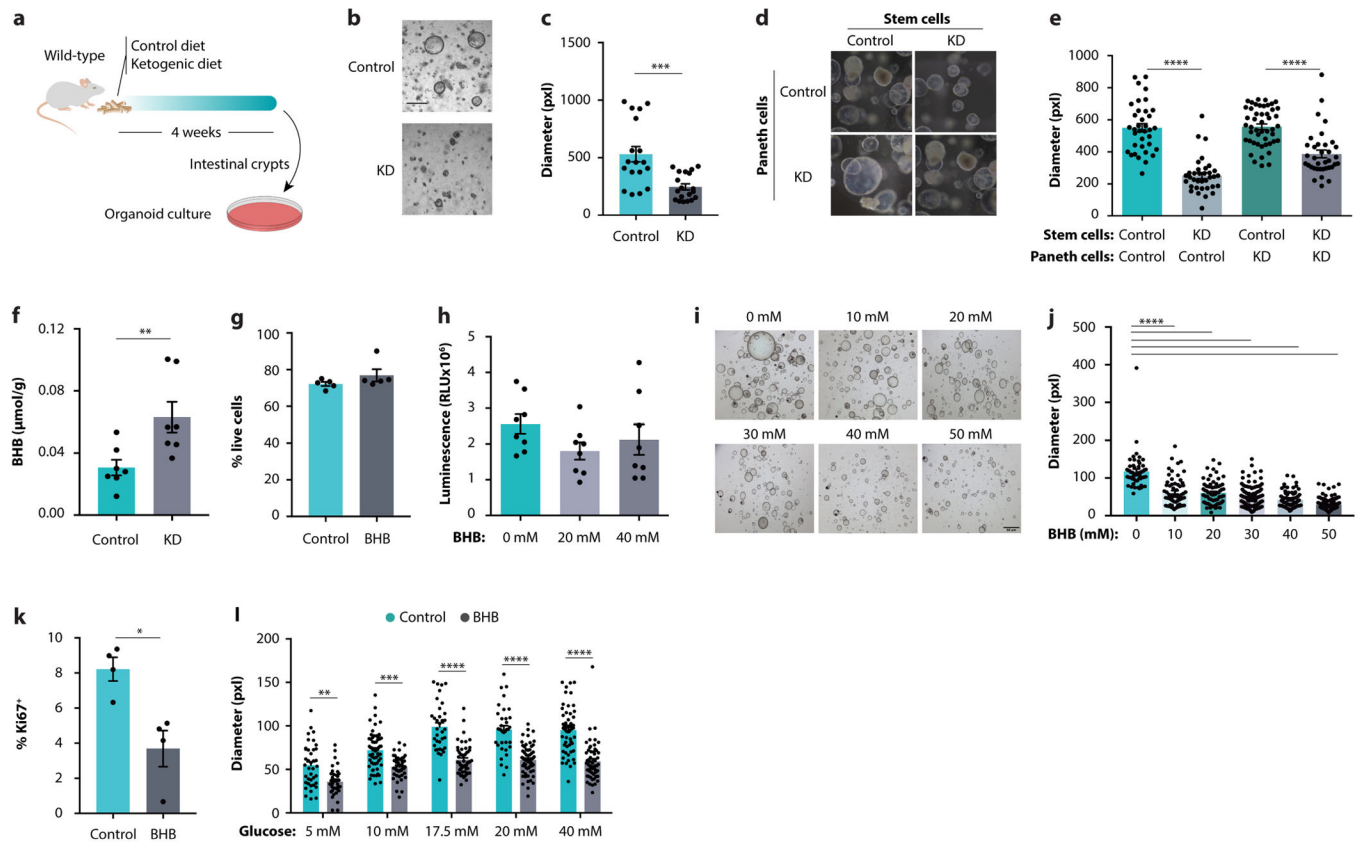 a
Wild-type
Control diet
Ketogenic diet
4 weeks
Intestinal crypts
Organoid culture
b
Control
KD
c
Diameter (pxl)
1500
1000
500
0
***
Control KD
d
Stem cells
Control KD
Paneth cells
Control
KD
e
Diameter (pxl)
1000
800
600
400
200
0
**** ****
Stem cells: Control KD Control KD
Paneth cells: Control Control KD KD
f
BHB (μmol/g)
0.12
0.08
0.04
0.00
**
Control KD
g
% live cells
100
80
60
40
20
0
Control BHB
h
Luminescence (RLUx10⁶)
5
4
3
2
1
0
BHB: 0 mM 20 mM 40 mM
i
0 mM 10 mM 20 mM
30 mM 40 mM 50 mM
j
Diameter (pxl)
500
400
300
200
100
0
****
BHB (mM): 0 10 20 30 40 50
k
% Ki67⁺
10
8
6
4
2
0
*
Control BHB
l
Control BHB
Diameter (pxl)
200
150
100
50
0
** *** **** **** ****
Glucose: 5 mM 10 mM 17.5 mM 20 mM 40 mM